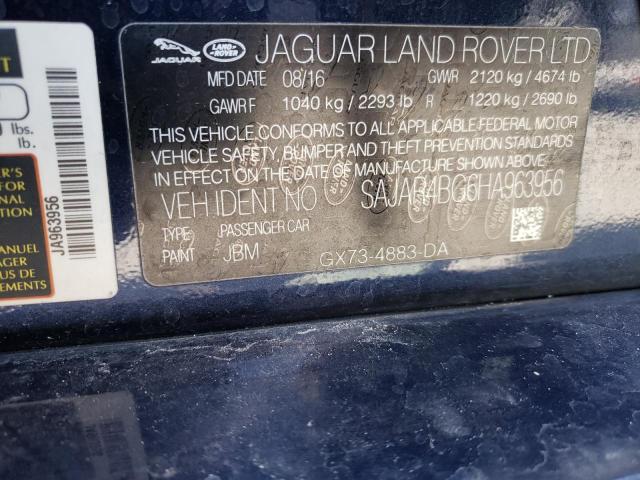 JAGUAR LAND-ROVER JAGUAR LAND ROVER LTD
MFD DATE 08/16 GWR 2120 kg / 4674 lb
GAWR F 1040 kg / 2293 lb R 1220 kg / 2690 lb
THIS VEHICLE CONFORMS TO ALL APPLICABLE FEDERAL MOTOR
VEHICLE SAFETY, BUMPER AND THEFT PREVENTION STANDARDS
IN EFFECT ON THE DATE OF MANUFACTURE SHOWN ABOVE
VEH IDENT NO SAJAR4BG6HA963956
TYPE PASSENGER CAR
PAINT JBM GX73-4883-DA
lbs.
lb.
JA963956
MANUEL